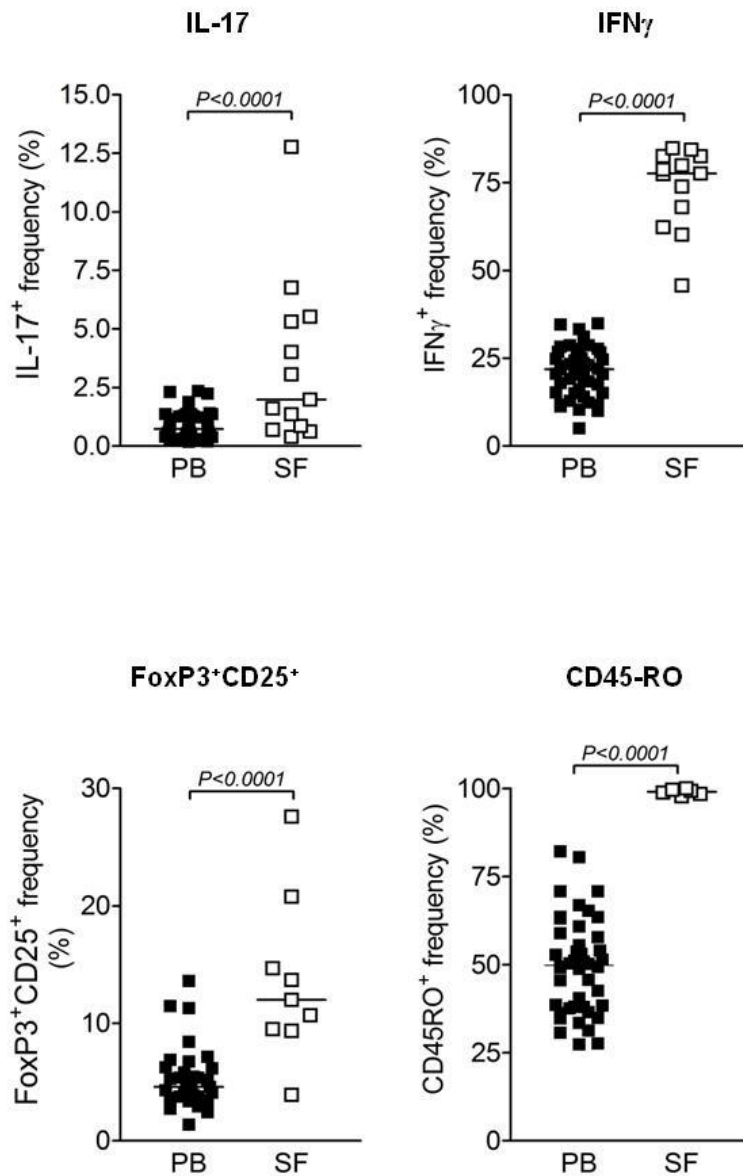 IL-17
P<0.0001
15.0
12.5
10.0
7.5
5.0
2.5
0.0
IL-17⁺ frequency (%)
PB SF
IFNγ
P<0.0001
100
75
50
25
0
IFNγ⁺ frequency (%)
PB SF
FoxP3⁺CD25⁺
P<0.0001
30
20
10
0
FoxP3⁺CD25⁺ frequency
(%)
PB SF
CD45-RO
P<0.0001
100
75
50
25
0
CD45RO⁺ frequency (%)
PB SF